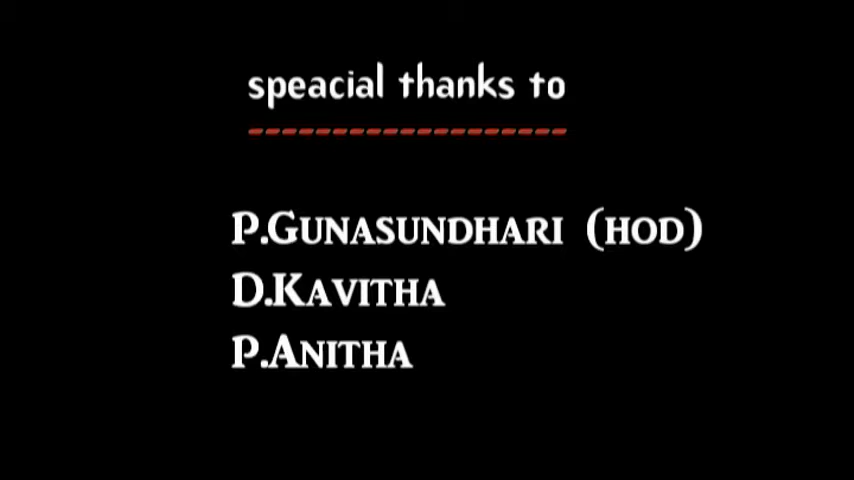 speacial thanks to
--------------------
P.GUNASUNDHARI (HOD)
D.KAVITHA
P.ANITHA